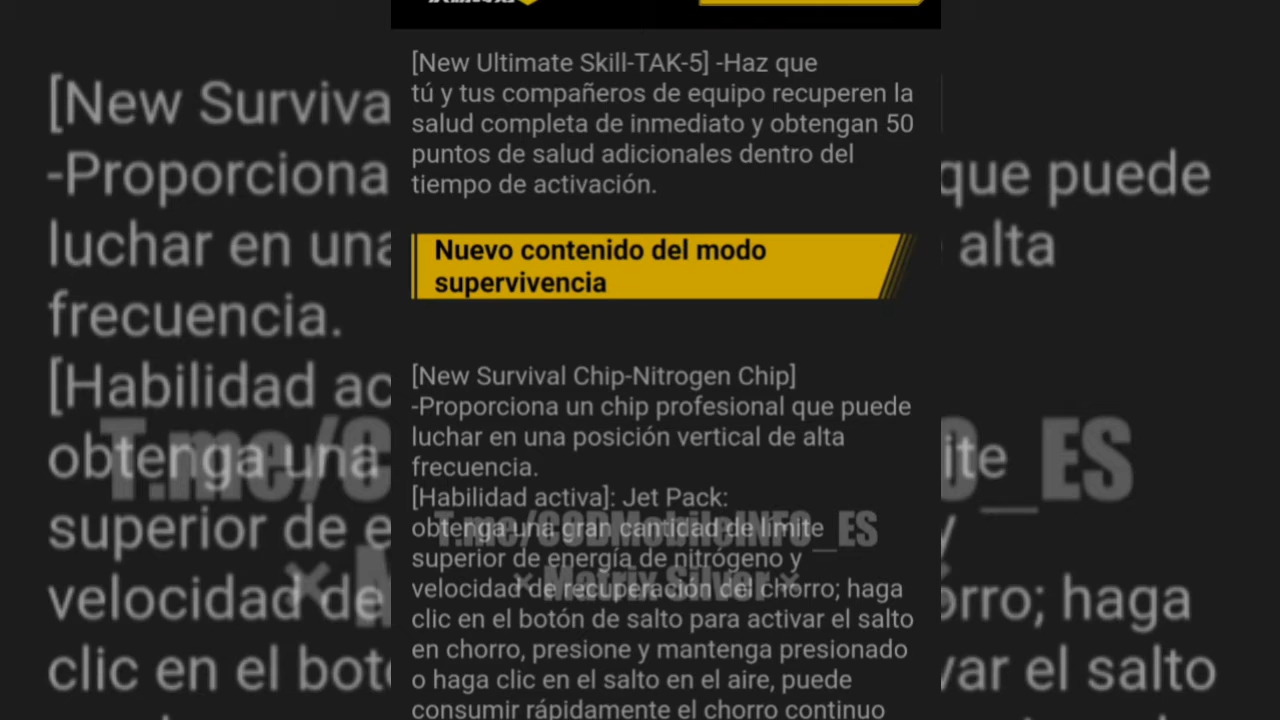 [New Ultimate Skill-TAK-5] -Haz que
tú y tus compañeros de equipo recuperen la
salud completa de inmediato y obtengan 50
puntos de salud adicionales dentro del
tiempo de activación.
Nuevo contenido del modo
supervivencia
[New Survival Chip-Nitrogen Chip]
-Proporciona un chip profesional que puede
luchar en una posición vertical de alta
frecuencia.
[Habilidad activa]: Jet Pack:
obtenga una gran cantidad de límite
T.me/CODMobileINFO_ES
superior de energía de nitrógeno y
× Matrix Silver ×
velocidad de recuperación del chorro; haga
clic en el botón de salto para activar el salto
en chorro, presione y mantenga presionado
o haga clic en el salto en el aire, puede
consumir rápidamente el chorro continuo